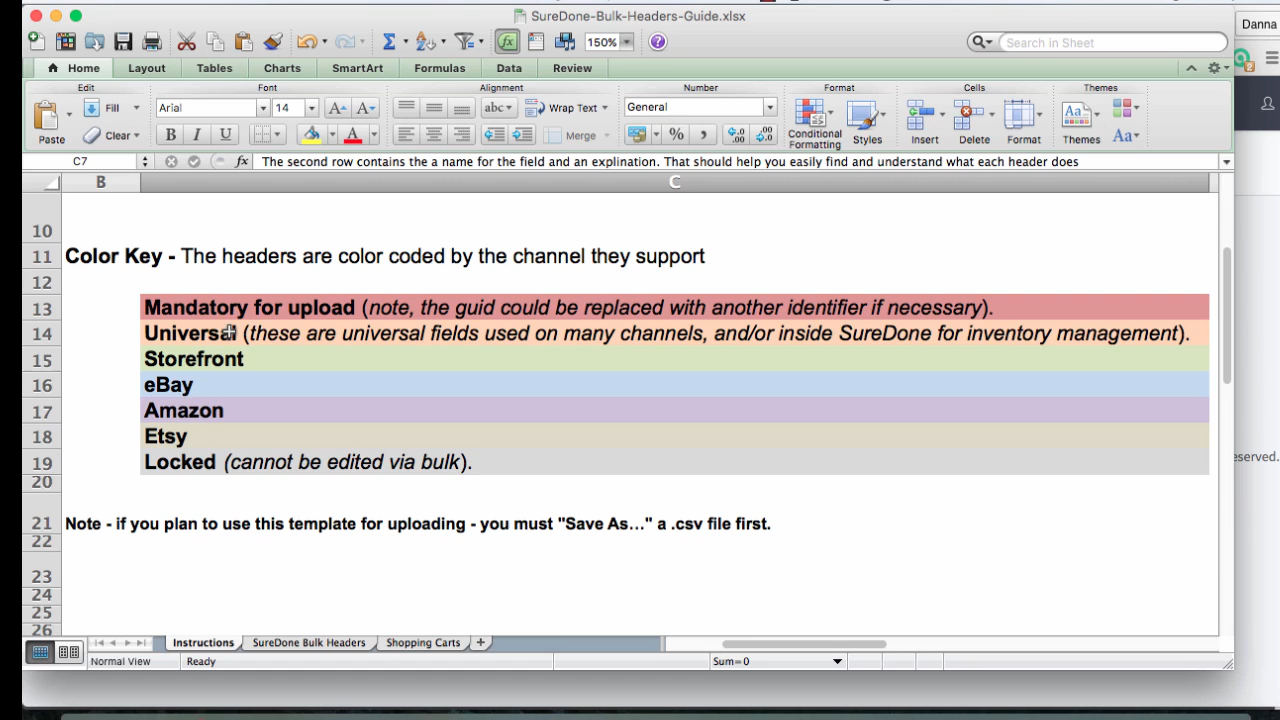 SureDone-Bulk-Headers-Guide.xlsx
Danna
150%
Search in Sheet
2
Home Layout Tables Charts SmartArt Formulas Data Review
Edit Font Alignment Number Format Cells Themes
Fill Arial 14 abc Wrap Text General
Paste Clear B I U A Merge % Conditional Formatting Styles Insert Delete Format Themes Aa
C7 fx The second row contains the a name for the field and an explination. That should help you easily find and understand what each header does
B C
10
11 Color Key - The headers are color coded by the channel they support
12
13 Mandatory for upload (note, the guid could be replaced with another identifier if necessary).
14 Universal (these are universal fields used on many channels, and/or inside SureDone for inventory management).
15 Storefront
16 eBay
17 Amazon
18 Etsy
eserved.
19 Locked (cannot be edited via bulk).
20
21 Note - if you plan to use this template for uploading - you must "Save As..." a .csv file first.
22
23
24
25
26
Instructions SureDone Bulk Headers Shopping Carts +
Normal View Ready Sum=0